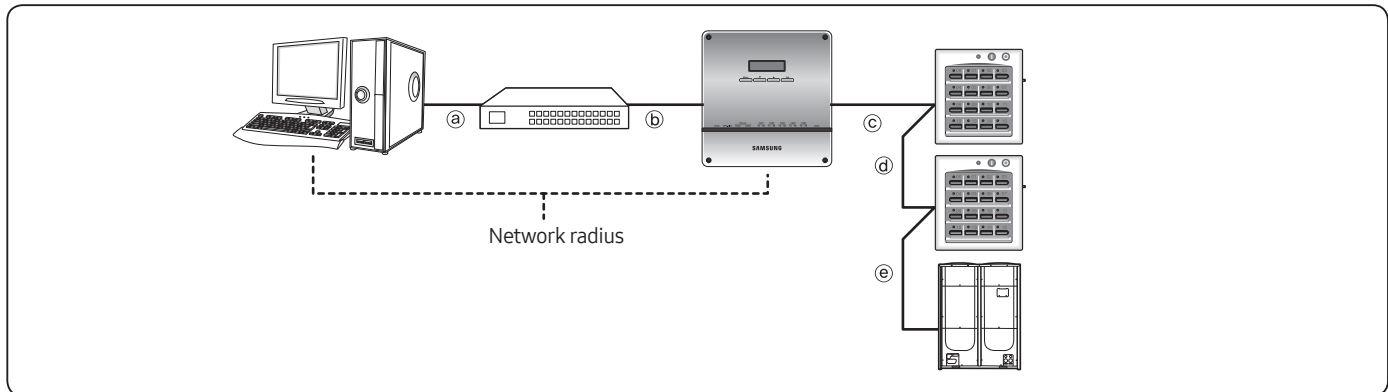 ⓐ
ⓑ
SAMSUNG
ⓒ
ⓓ
ⓔ
Network radius